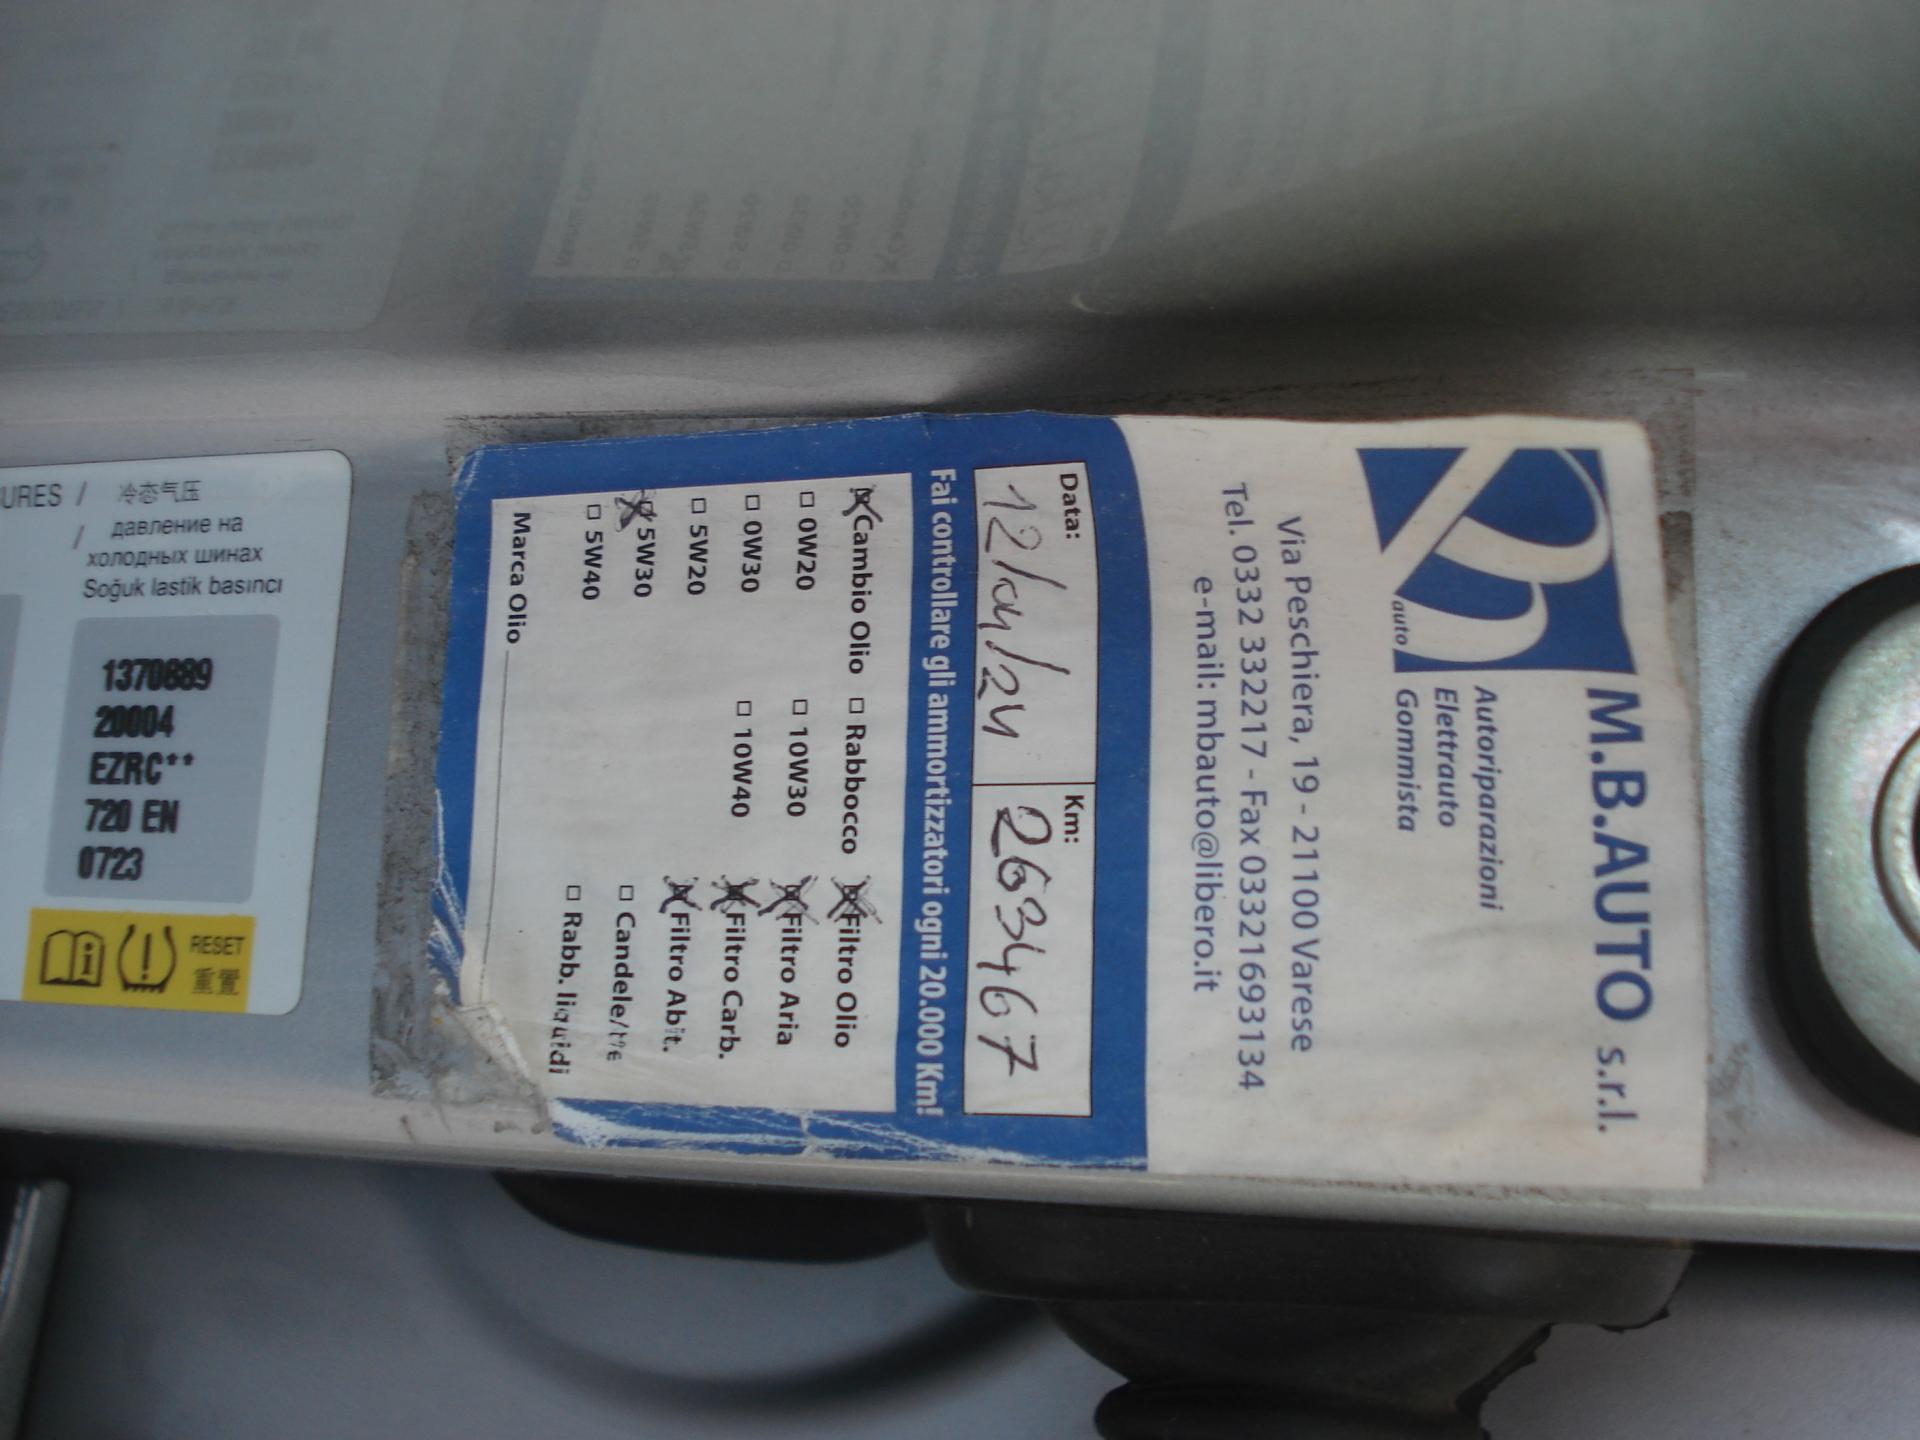 M.B.AUTO s.r.l.
auto
Autoriparazioni
Elettrauto
Gommista
Via Peschiera, 19 - 21100 Varese
Tel. 0332 332217 - Fax 03321693134
e-mail: mbauto@libero.it
Data: Km:
12/04/24 263467
Fai controllare gli ammortizzatori ogni 20.000 Km!
Cambio Olio Rabbocco Filtro Olio
0W20 10W30 Filtro Aria
0W30 10W40 Filtro Carb.
5W20 Filtro Abit.
5W30 Candele/tte
5W40 Rabb. liquidi
Marca Olio
URES / 冷态气压
/ давление на
холодных шинах
Soğuk lastik basıncı
1370689
20004
EZRC**
720 EN
0723
RESET
重置